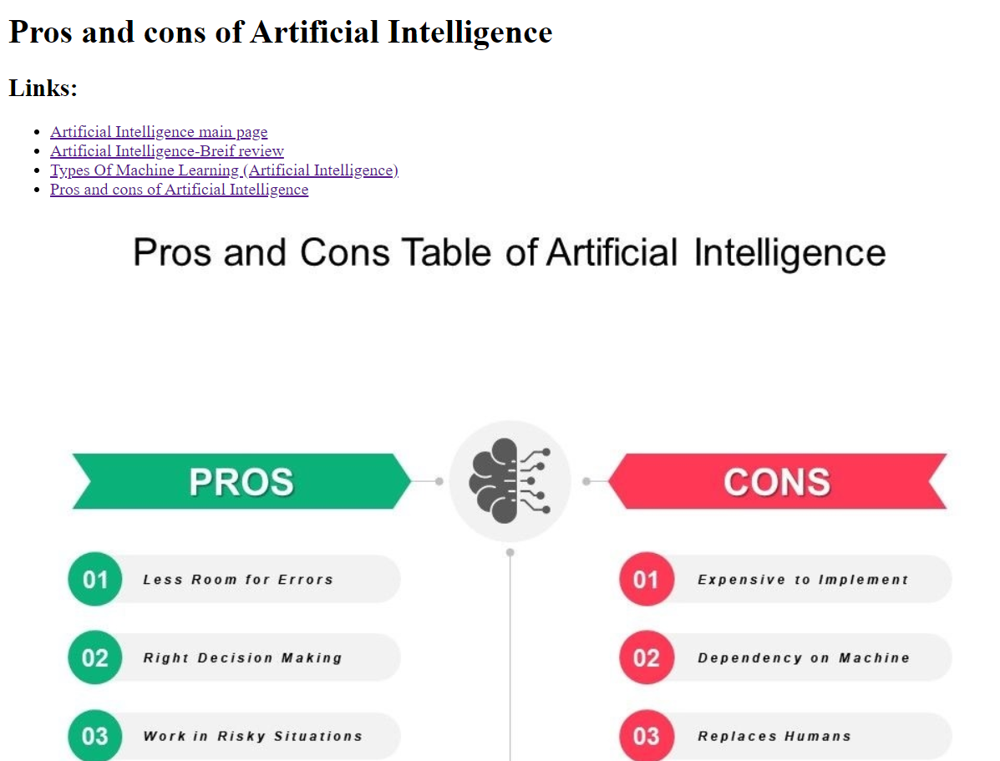 Pros and cons of Artificial Intelligence
Links:
Artificial Intelligence main page
Artificial Intelligence-Breif review
Types Of Machine Learning (Artificial Intelligence)
Pros and cons of Artificial Intelligence
Pros and Cons Table of Artificial Intelligence
PROS
CONS
01 Less Room for Errors
01 Expensive to Implement
02 Right Decision Making
02 Dependency on Machine
03 Work in Risky Situations
03 Replaces Humans